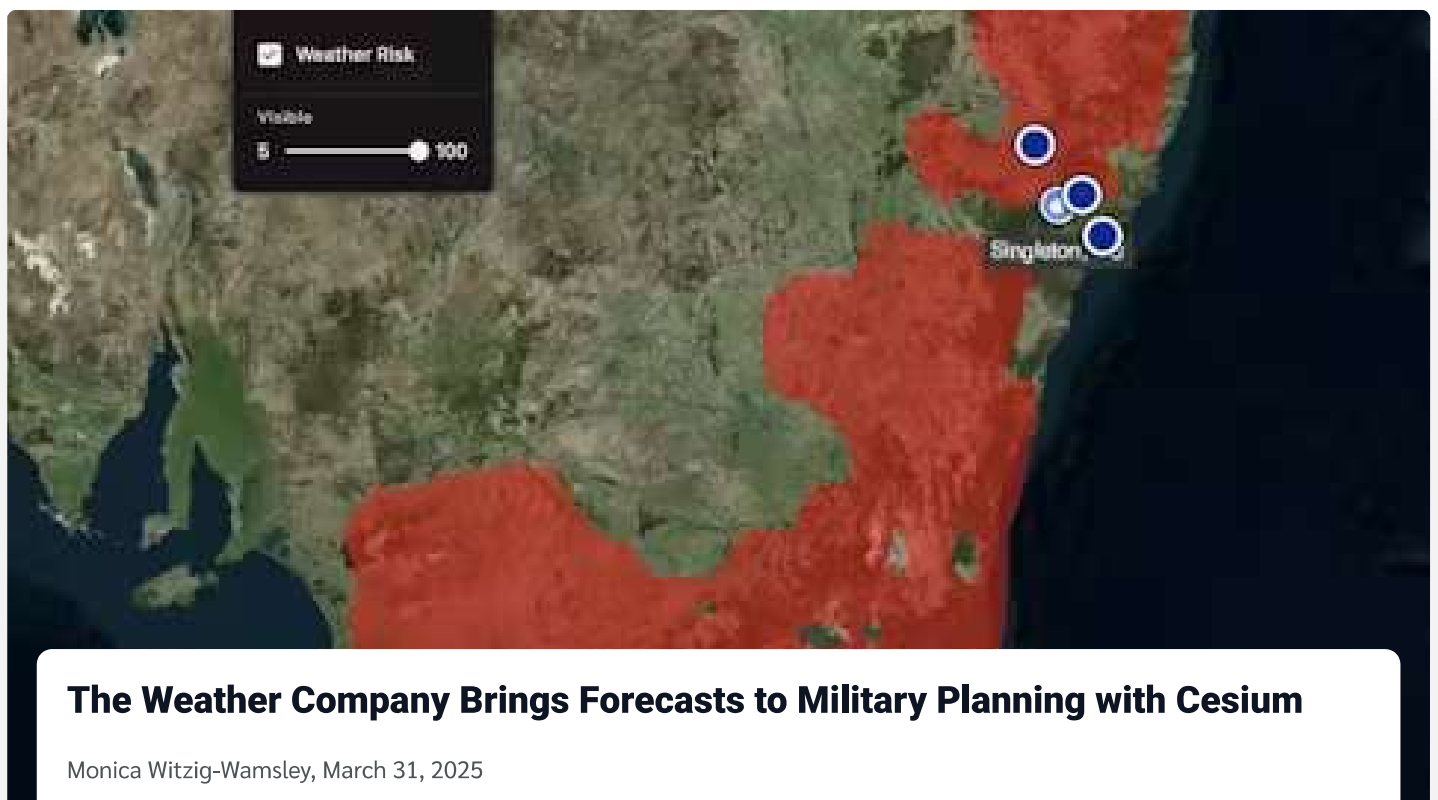 Weather Risk
Visible
5 100
Singleton,
The Weather Company Brings Forecasts to Military Planning with Cesium
Monica Witzig-Wamsley, March 31, 2025